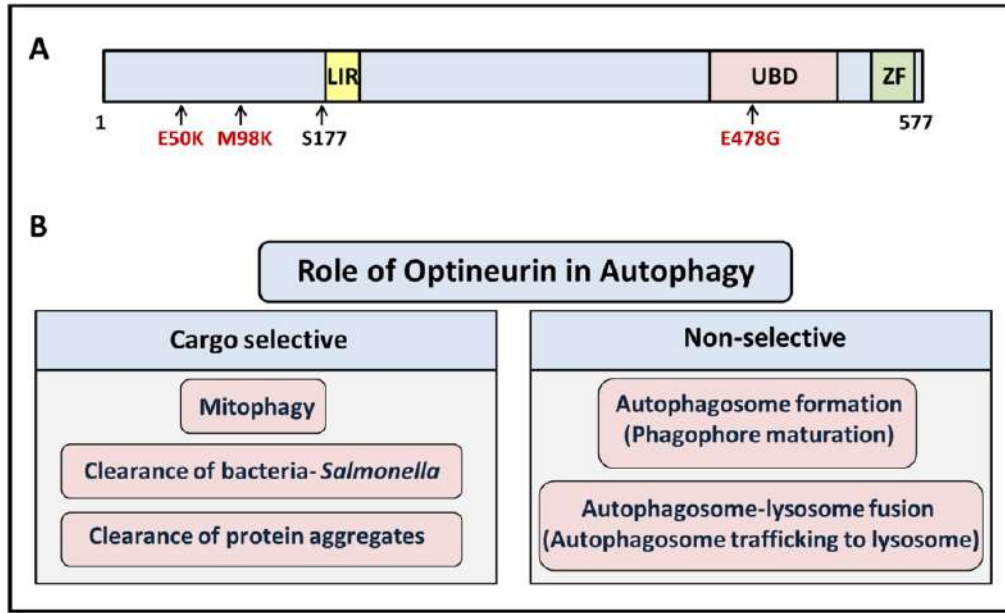 A
LIR
UBD
ZF
1
E50K
M98K
S177
E478G
577
B
Role of Optineurin in Autophagy
Cargo selective
Mitophagy
Clearance of bacteria- Salmonella
Clearance of protein aggregates
Non-selective
Autophagosome formation
(Phagophore maturation)
Autophagosome-lysosome fusion
(Autophagosome trafficking to lysosome)